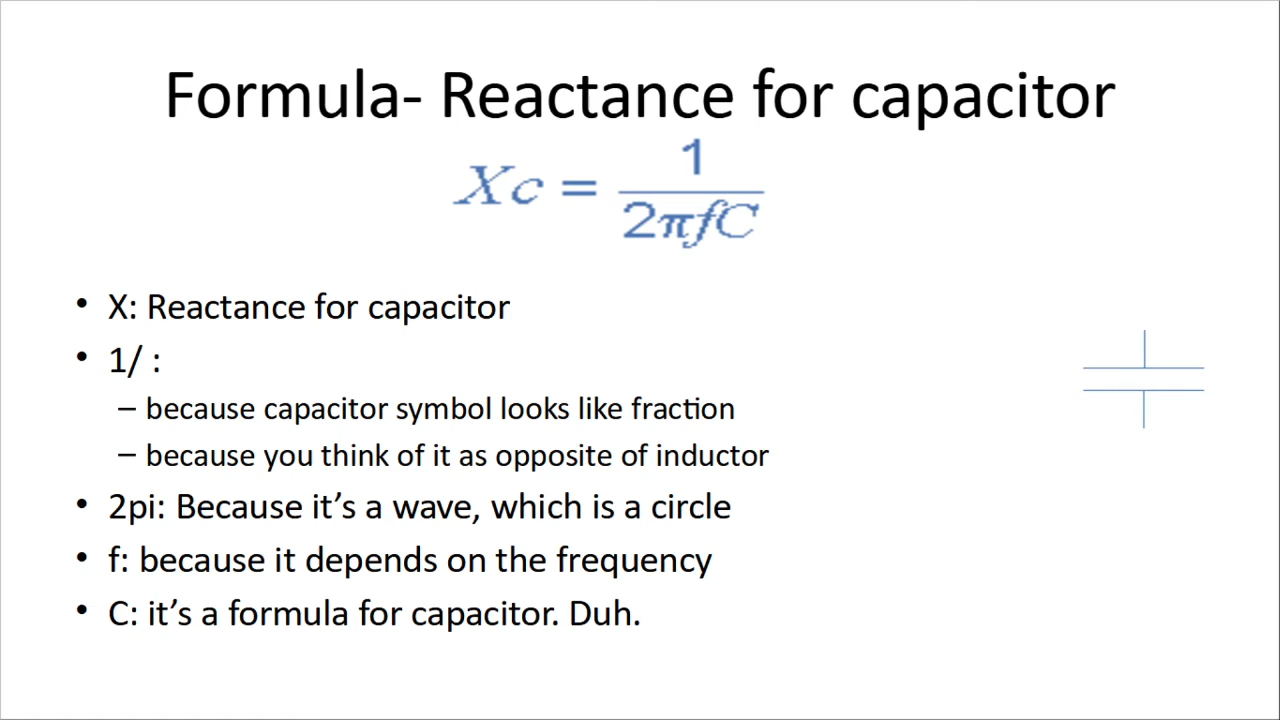 Formula- Reactance for capacitor
Xc = 1/2πfC
• X: Reactance for capacitor
• 1/ :
– because capacitor symbol looks like fraction
– because you think of it as opposite of inductor
• 2pi: Because it’s a wave, which is a circle
• f: because it depends on the frequency
• C: it’s a formula for capacitor. Duh.